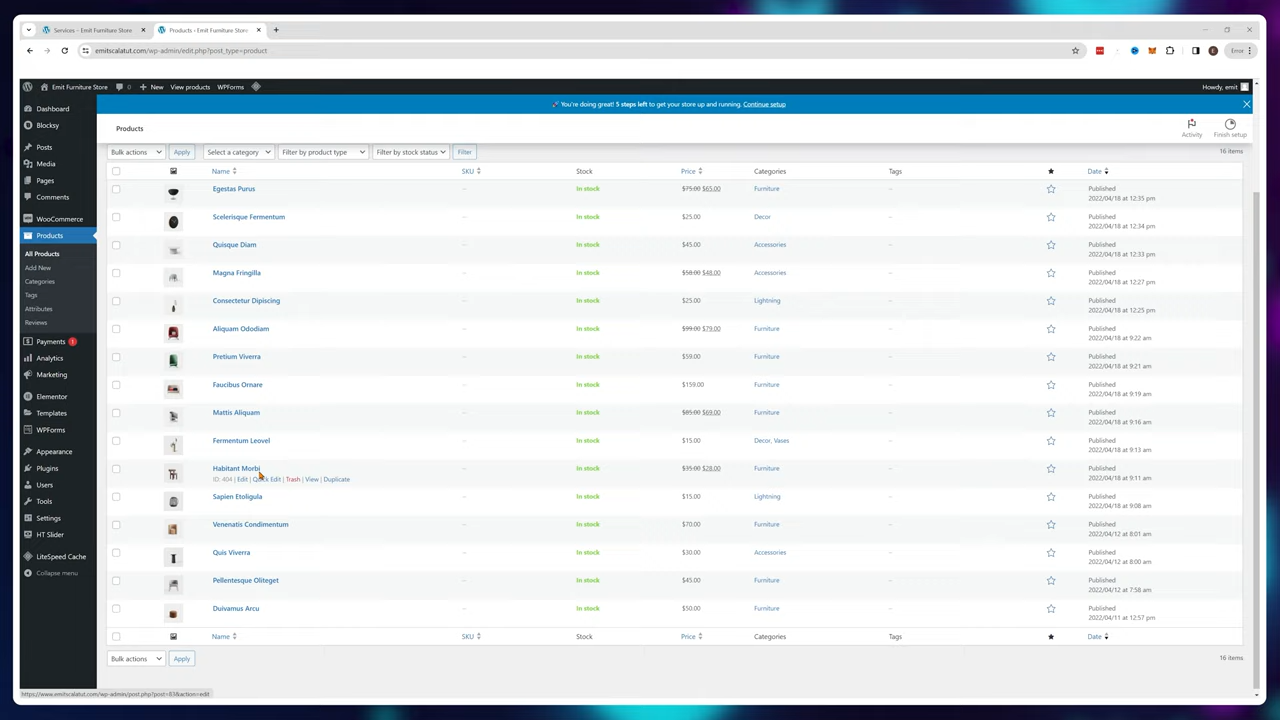 Services – Emit Furniture Store
Products ‹ Emit Furniture Store
emitscalatut.com/wp-admin/edit.php?post_type=product
Error
Emit Furniture Store 0 New View products WPForms Howdy, emit
You're doing great! 5 steps left to get your store up and running. Continue setup
Products
Activity
Finish setup
Dashboard
Blocksy
Posts
Media
Pages
Comments
WooCommerce
Products
All Products
Add New
Categories
Tags
Attributes
Reviews
Payments 1
Analytics
Marketing
Elementor
Templates
WPForms
Appearance
Plugins
Users
Tools
Settings
HT Slider
LiteSpeed Cache
Collapse menu
Bulk actions Apply Select a category Filter by product type Filter by stock status Filter 16 items
Name SKU Stock Price Categories Tags Date
Egestas Purus – In stock $75.00 $65.00 Furniture – Published
2022/04/18 at 12:35 pm
Scelerisque Fermentum – In stock $25.00 Decor – Published
2022/04/18 at 12:34 pm
Quisque Diam – In stock $45.00 Accessories – Published
2022/04/18 at 12:33 pm
Magna Fringilla – In stock $58.00 $48.00 Accessories – Published
2022/04/18 at 12:27 pm
Consectetur Dipiscing – In stock $25.00 Lightning – Published
2022/04/18 at 12:25 pm
Aliquam Ododiam – In stock $99.00 $79.00 Furniture – Published
2022/04/18 at 9:22 am
Pretium Viverra – In stock $59.00 Furniture – Published
2022/04/18 at 9:21 am
Faucibus Ornare – In stock $159.00 Furniture – Published
2022/04/18 at 9:19 am
Mattis Aliquam – In stock $85.00 $69.00 Furniture – Published
2022/04/18 at 9:16 am
Fermentum Leovel – In stock $15.00 Decor, Vases – Published
2022/04/18 at 9:13 am
Habitant Morbi – In stock $35.00 $28.00 Furniture – Published
ID: 404 | Edit | Quick Edit | Trash | View | Duplicate 2022/04/18 at 9:11 am
Sapien Etoligula – In stock $15.00 Lightning – Published
2022/04/18 at 9:08 am
Venenatis Condimentum – In stock $70.00 Furniture – Published
2022/04/12 at 8:01 am
Quis Viverra – In stock $30.00 Accessories – Published
2022/04/12 at 8:00 am
Pellentesque Oliteget – In stock $45.00 Furniture – Published
2022/04/12 at 7:58 am
Duivamus Arcu – In stock $50.00 Furniture – Published
2022/04/11 at 12:57 pm
Name SKU Stock Price Categories Tags Date
Bulk actions Apply 16 items
https://www.emitscalatut.com/wp-admin/post.php?post=83&action=edit